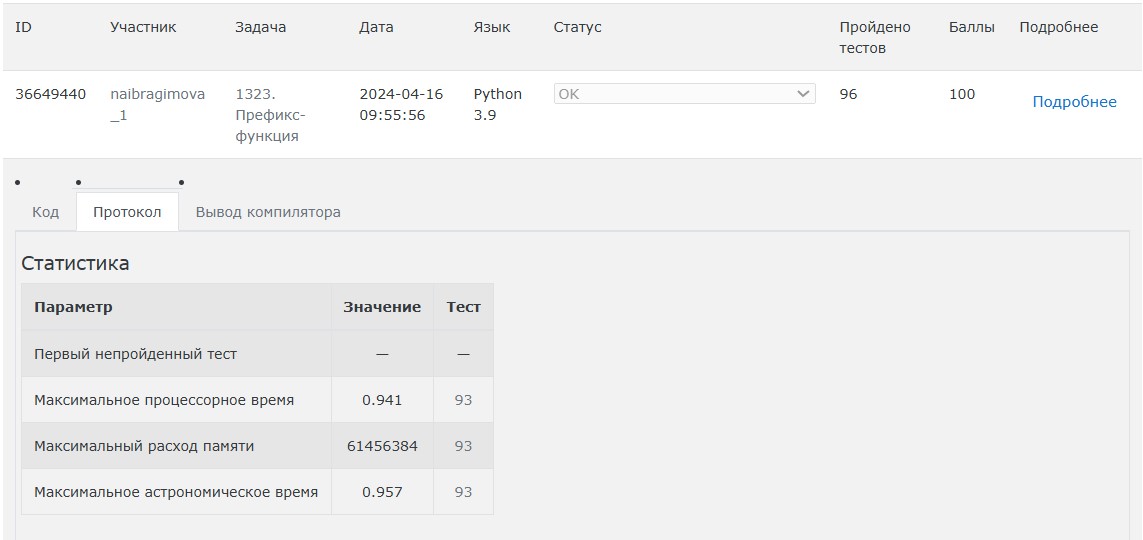 ID Участник Задача Дата Язык Статус Пройдено тестов Баллы Подробнее
36649440 naibragimova_1 1323. Префикс-функция 2024-04-16 09:55:56 Python 3.9 OK 96 100 Подробнее
Код Протокол Вывод компилятора
Статистика
Параметр Значение Тест
Первый непройденный тест — —
Максимальное процессорное время 0.941 93
Максимальный расход памяти 61456384 93
Максимальное астрономическое время 0.957 93